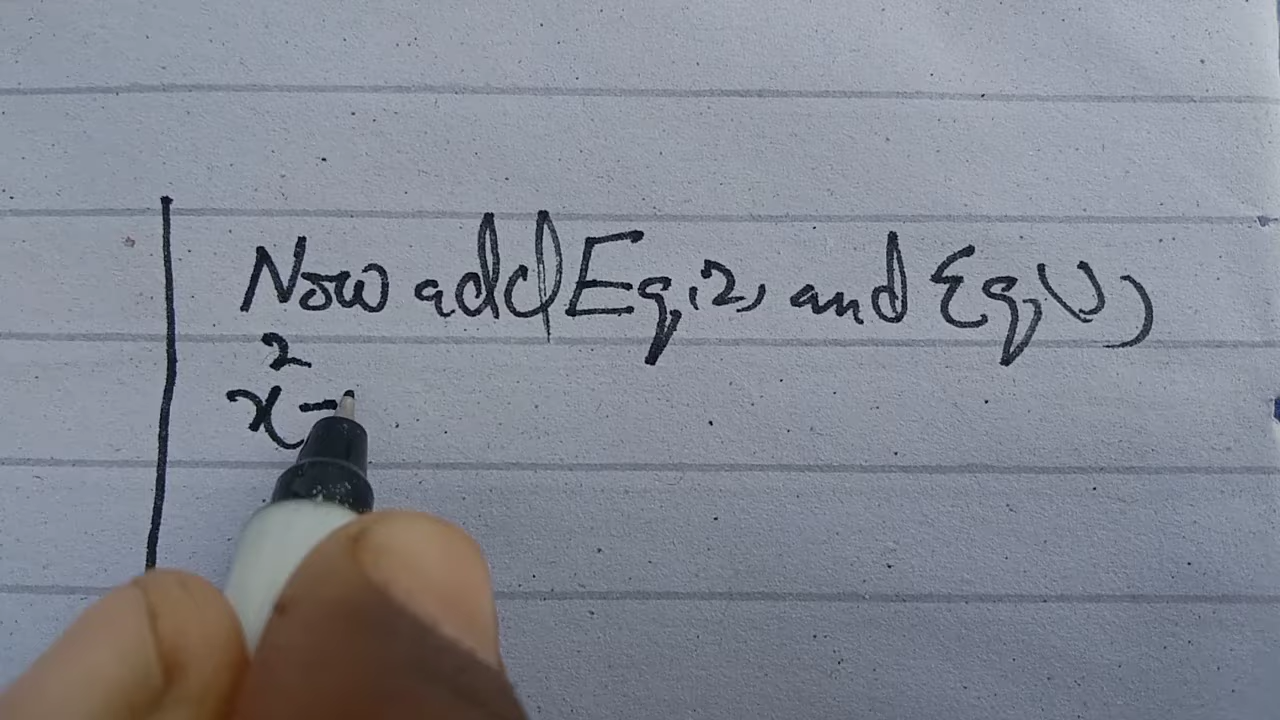 Now add Eq,2, and Eq,1,)
x² -